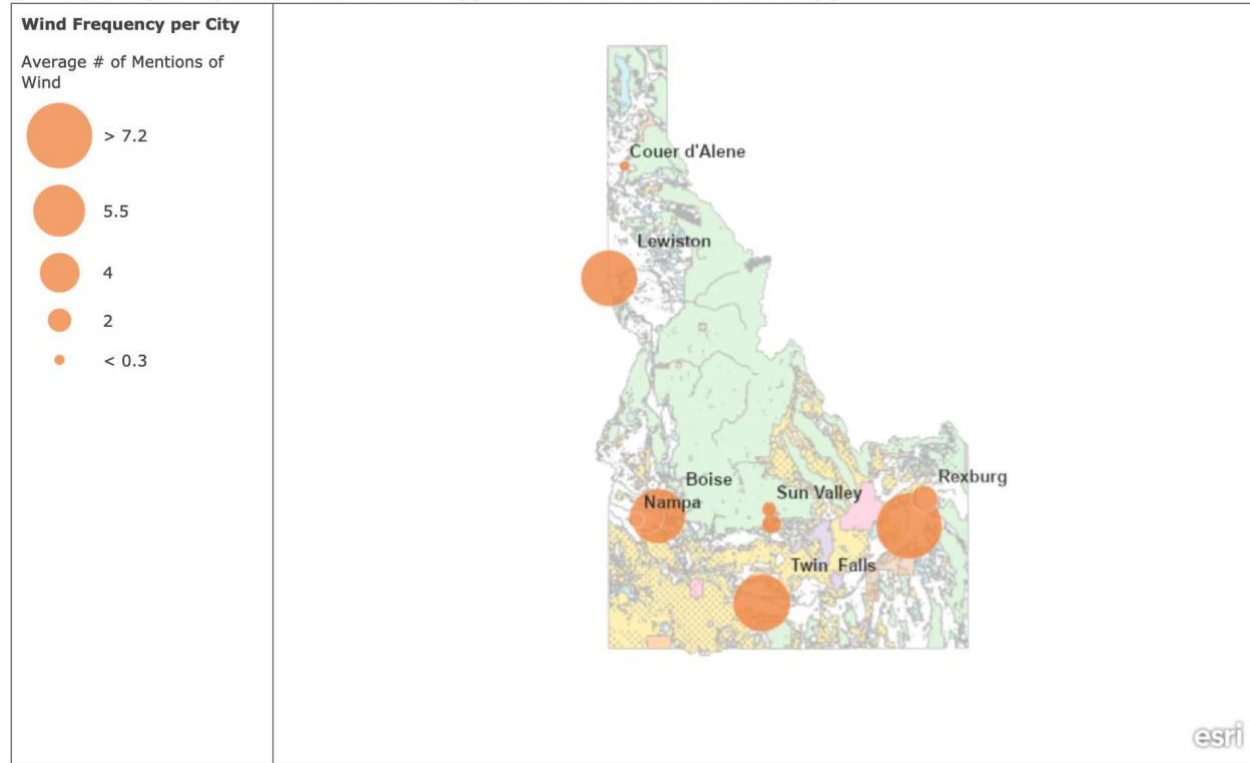 Wind Frequency per City
Average # of Mentions of
Wind
> 7.2
5.5
4
2
< 0.3
Couer d'Alene
Lewiston
Boise
Nampa
Sun Valley
Rexburg
Twin Falls
esri